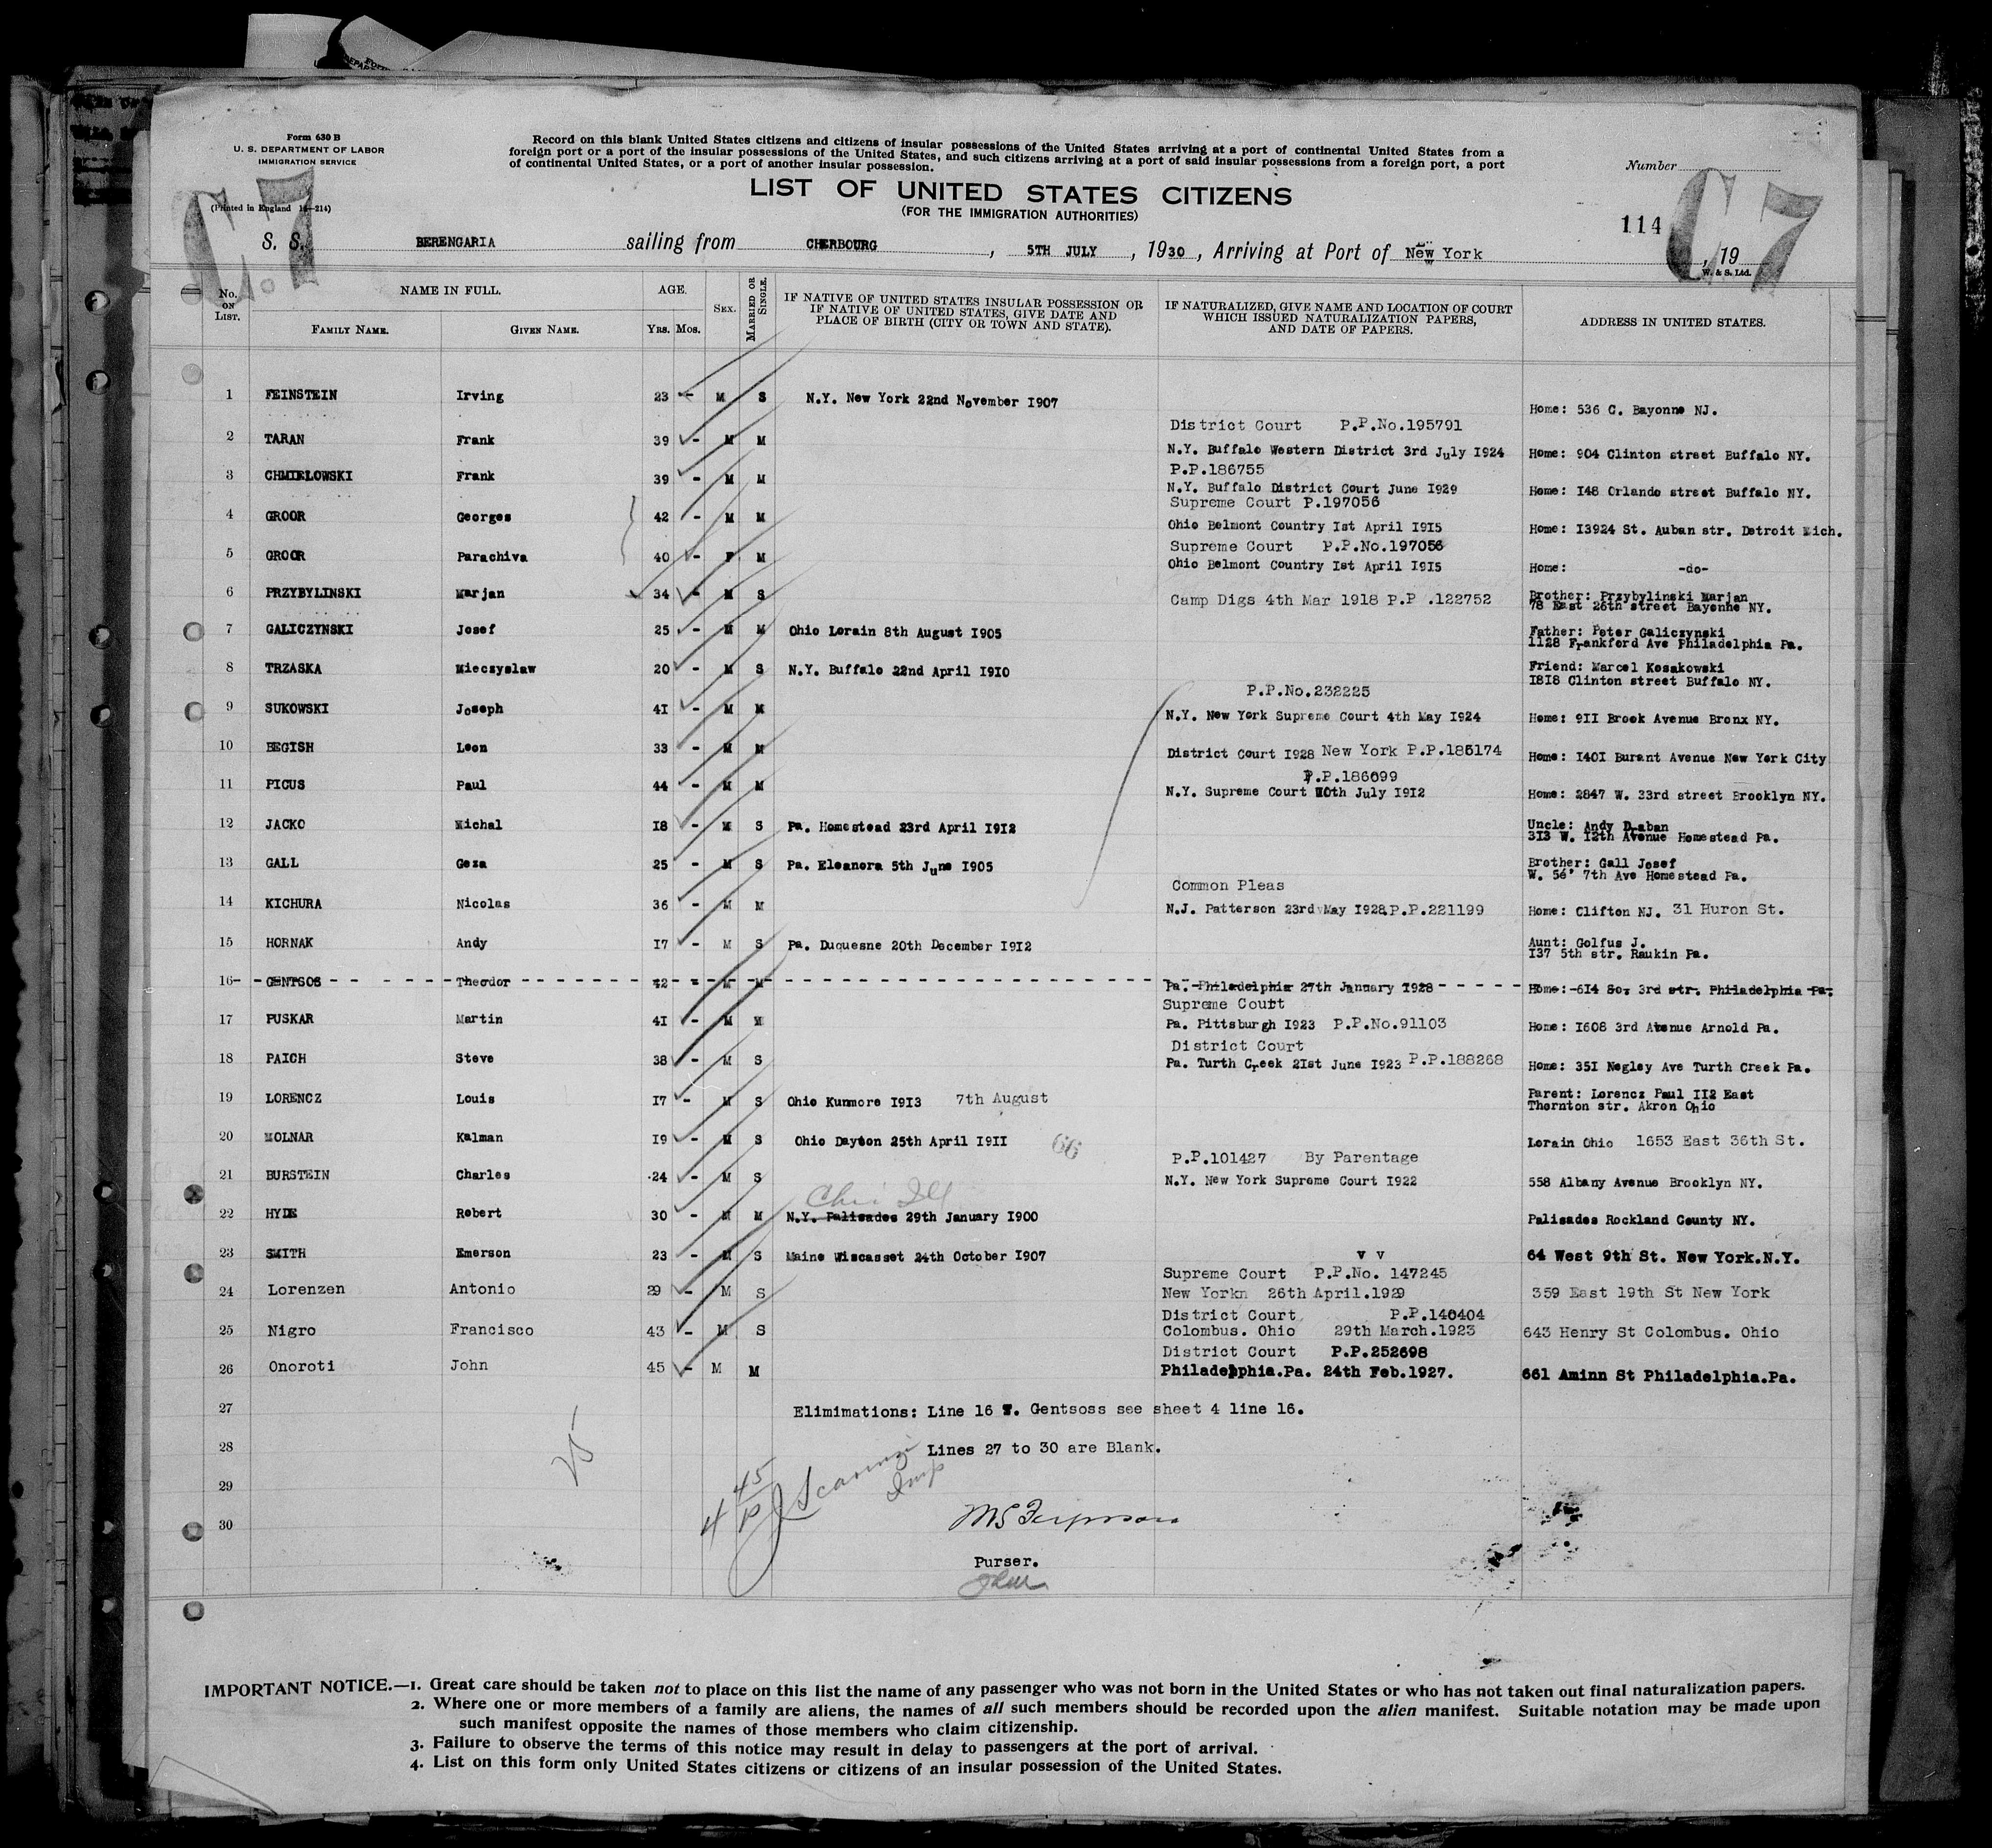 Form 630 B
U. S. DEPARTMENT OF LABOR
IMMIGRATION SERVICE
(Printed in England
Record on this blank United States citizens and citizens of insular possessions of the United States arriving at a port of continental United States from a
foreign port or a port of the insular possessions of the United States, and such citizens arriving at a port of said insular possessions from a foreign port, a port
of continental United States, or a port of another insular possession.
LIST OF UNITED STATES CITIZENS
(FOR THE IMMIGRATION AUTHORITIES)
Number
C7
C7
114
S. S. BERENGARIA sailing from CHERBOURG, 5TH JULY, 1930, Arriving at Port of New York, 19
W. & S. Ltd.
No. ON LIST. NAME IN FULL. FAMILY NAME. GIVEN NAME. AGE. YRS. MOS. SEX. MARRIED OR SINGLE. IF NATIVE OF UNITED STATES INSULAR POSSESSION OR IF NATIVE OF UNITED STATES, GIVE DATE AND PLACE OF BIRTH (CITY OR TOWN AND STATE). IF NATURALIZED, GIVE NAME AND LOCATION OF COURT WHICH ISSUED NATURALIZATION PAPERS, AND DATE OF PAPERS. ADDRESS IN UNITED STATES.
1 FEINSTEIN Irving 23 - M S N.Y. New York 22nd November 1907 Home: 536 C. Bayonne NJ.
District Court P.P.No.195791
2 TARAN Frank 39 - M M N.Y. Buffalo Western District 3rd July 1924 Home: 904 Clinton street Buffalo NY.
P.P.186755
3 CHMIELOWSKI Frank 39 - M M N.Y. Buffalo District Court June 1929 Home: 148 Orlando street Buffalo NY.
Supreme Court P.197056
4 GROOR Georges 42 - M M Ohio Belmont Country Ist April 1915 Home: 13924 St. Auban str. Detroit Mich.
Supreme Court P.P.No.197056
5 GROOR Parachiva 40 - F M Ohio Belmont Country Ist April 1915 Home: -do-
6 PRZYBYLINSKI Marjan 34 - M S Camp Digs 4th Mar 1918 P.P .122752 Brother: Przybylinski Marjan
78 East 26th street Bayonne NY.
7 GALICZYNSKI Josef 25 - M M Ohio Lorain 8th August 1905 Father: Peter Galiczynski
1128 Frankford Ave Philadelphia Pa.
8 TRZASKA Mieczyslaw 20 - M S N.Y. Buffalo 22nd April 1910 Friend: Marcel Kosakowski
1818 Clinton street Buffalo NY.
P.P.No.232225
9 SUKOWSKI Joseph 41 - M M N.Y. New York Supreme Court 4th May 1924 Home: 911 Brook Avenue Bronx NY.
10 BEGISH Leon 33 - M M District Court 1928 New York P.P.185174 Home: 1401 Burant Avenue New York City
P.P.186099
11 PICUS Paul 44 - M M N.Y. Supreme Court 10th July 1912 Home: 2847 W. 33rd street Brooklyn NY.
12 JACKO Michal 18 - M S Pa. Homestead 23rd April 1912 Uncle: Andy Draban
313 W. 12th Avenue Homestead Pa.
13 GALL Geza 25 - M S Pa. Eleanora 5th June 1905 Brother: Gall Josef
W. 56' 7th Ave Homestead Pa.
Common Pleas
14 KICHURA Nicolas 36 - M M N.J. Patterson 23rd May 1928 P.P.221199 Home: Clifton NJ. 31 Huron St.
15 HORNAK Andy 17 - M S Pa. Duquesne 20th December 1912 Aunt: Golfus J.
137 5th str. Raukin Pa.
16 GENTSOS Theodor 42 - M M Pa. Philadelphia 27th January 1928 Home: 614 So. 3rd str. Philadelphia Pa.
Supreme Court
17 PUSKAR Martin 41 - M M Pa. Pittsburgh 1923 P.P.No.91103 Home: 1608 3rd Avenue Arnold Pa.
District Court
18 PAICH Steve 38 - M S Pa. Turth Creek 21st June 1923 P.P.188268 Home: 351 Negley Ave Turth Creek Pa.
19 LORENCZ Louis 17 - M S Ohio Kunmore 1913 7th August Parent: Lorencz Paul 112 East
Thornton str. Akron Ohio
20 MOLNAR Kalman 19 - M S Ohio Dayton 25th April 1911 66 Lorain Ohio 1653 East 36th St.
P.P.101427 By Parentage
21 BURSTEIN Charles 24 - M S N.Y. New York Supreme Court 1922 558 Albany Avenue Brooklyn NY.
Chi Ill
22 HYDE Robert 30 - M M N.Y. Palisades 29th January 1900 Palisades Rockland County NY.
23 SMITH Emerson 23 - M S Maine Wiscasset 24th October 1907 v v 64 West 9th St. New York.N.Y.
Supreme Court P.P.No. 147245
24 Lorenzen Antonio 29 - M S New Yorkn 26th April.1929 359 East 19th St New York
District Court P.P.140404
25 Nigro Francisco 43 - M S Colombus. Ohio 29th March.1923 643 Henry St Colombus. Ohio
District Court P.P.252698
26 Onoroti John 45 - M M Philadelphia.Pa. 24th Feb.1927. 661 Aminn St Philadelphia.Pa.
27 Elimimations: Line 16 T. Gentsoss see sheet 4 line 16.
28 Lines 27 to 30 are Blank.
29
30
25
45
4 P
Insp
Purser.
IMPORTANT NOTICE.—1. Great care should be taken not to place on this list the name of any passenger who was not born in the United States or who has not taken out final naturalization papers.
2. Where one or more members of a family are aliens, the names of all such members should be recorded upon the alien manifest. Suitable notation may be made upon
such manifest opposite the names of those members who claim citizenship.
3. Failure to observe the terms of this notice may result in delay to passengers at the port of arrival.
4. List on this form only United States citizens or citizens of an insular possession of the United States.